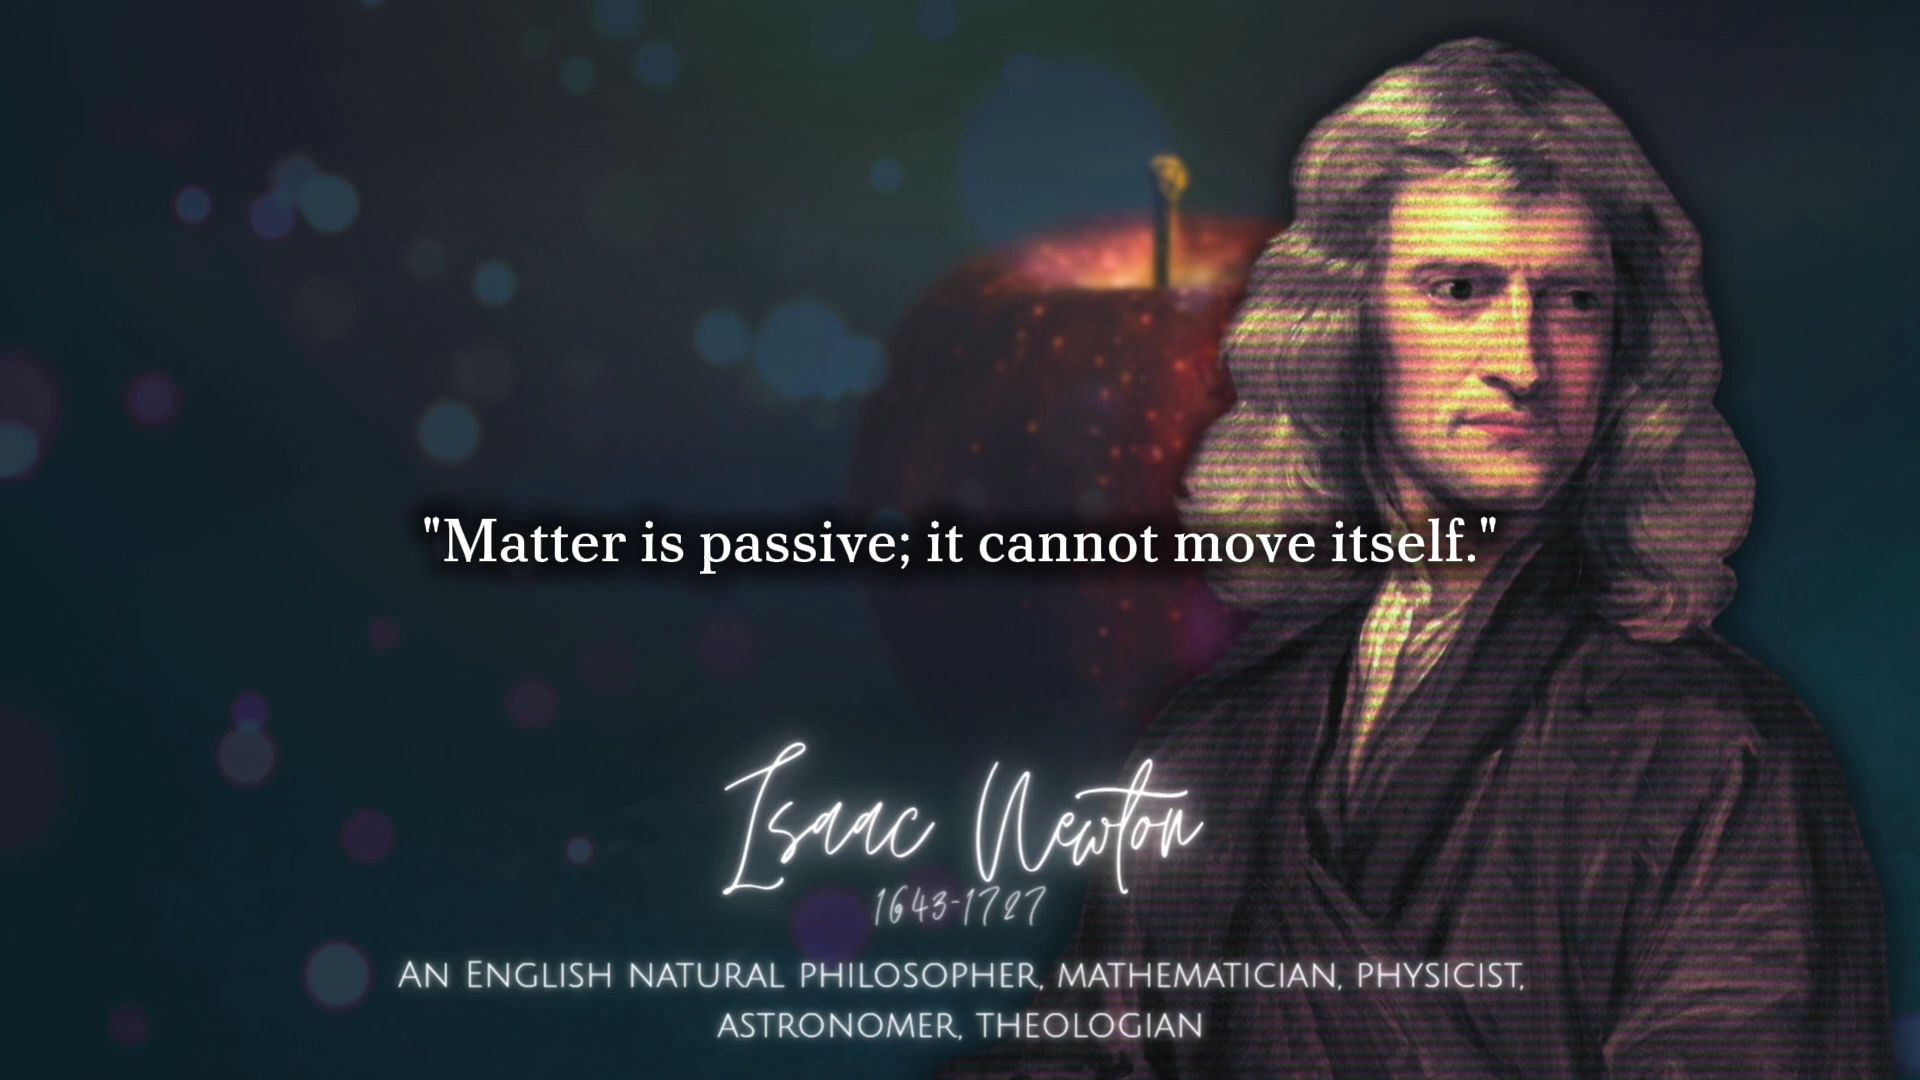 "Matter is passive; it cannot move itself."
Isaac Newton
1643-1727
An English natural philosopher, mathematician, physicist,
astronomer, theologian